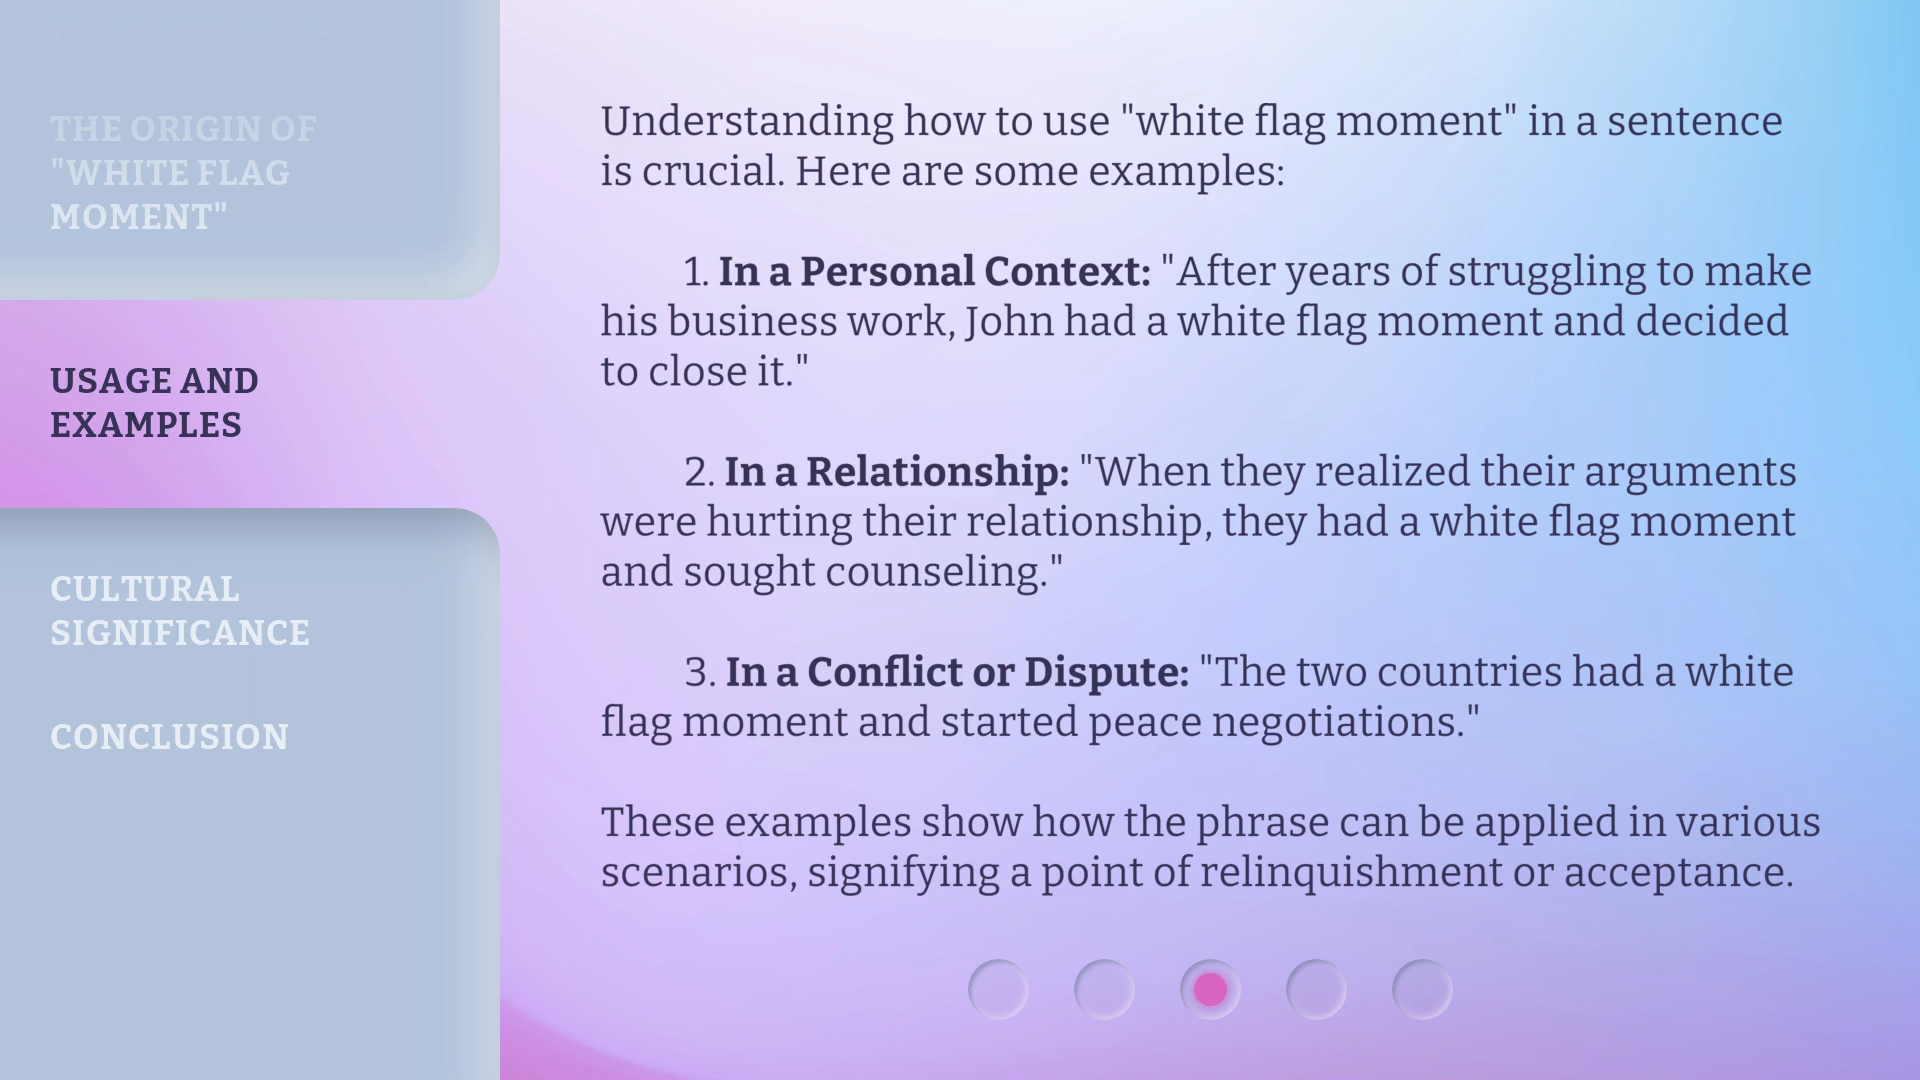 INTRODUCTION
THE ORIGIN OF
"WHITE FLAG
MOMENT"
USAGE AND
EXAMPLES
CULTURAL
SIGNIFICANCE
CONCLUSION
Understanding how to use "white flag moment" in a sentence
is crucial. Here are some examples:
1. In a Personal Context: "After years of struggling to make
his business work, John had a white flag moment and decided
to close it."
2. In a Relationship: "When they realized their arguments
were hurting their relationship, they had a white flag moment
and sought counseling."
3. In a Conflict or Dispute: "The two countries had a white
flag moment and started peace negotiations."
These examples show how the phrase can be applied in various
scenarios, signifying a point of relinquishment or acceptance.